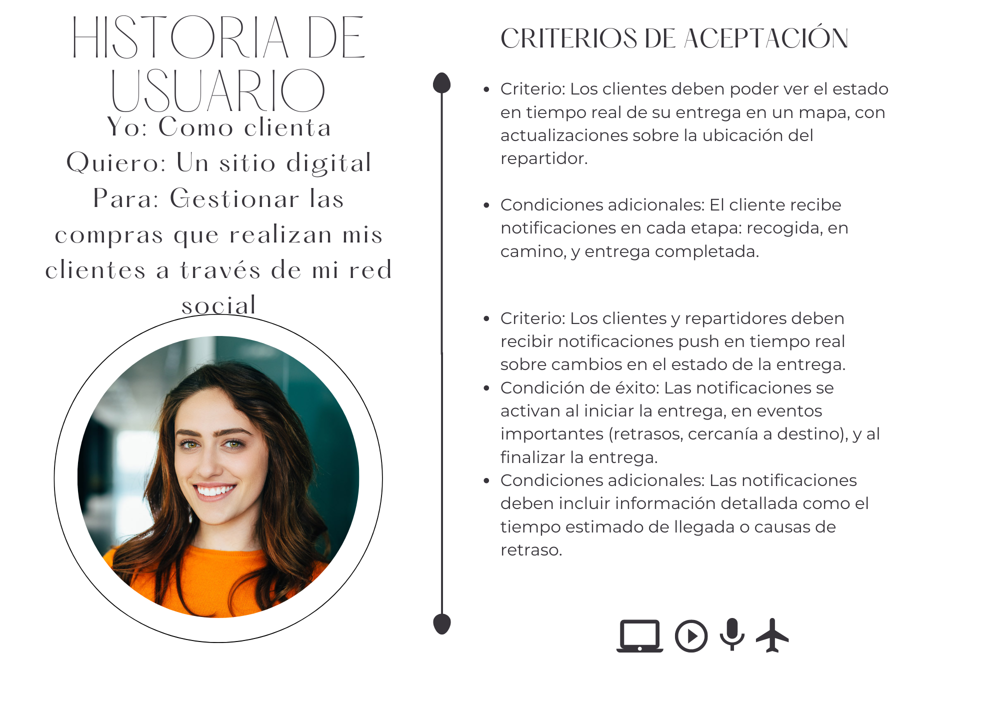 HISTORIA DE
USUARIO
Yo: Como clienta
Quiero: Un sitio digital
Para: Gestionar las
compras que realizan mis
clientes a través de mi red
social
CRITERIOS DE ACEPTACIÓN
• Criterio: Los clientes deben poder ver el estado
en tiempo real de su entrega en un mapa, con
actualizaciones sobre la ubicación del
repartidor.
• Condiciones adicionales: El cliente recibe
notificaciones en cada etapa: recogida, en
camino, y entrega completada.
• Criterio: Los clientes y repartidores deben
recibir notificaciones push en tiempo real
sobre cambios en el estado de la entrega.
• Condición de éxito: Las notificaciones se
activan al iniciar la entrega, en eventos
importantes (retrasos, cercanía a destino), y al
finalizar la entrega.
• Condiciones adicionales: Las notificaciones
deben incluir información detallada como el
tiempo estimado de llegada o causas de
retraso.